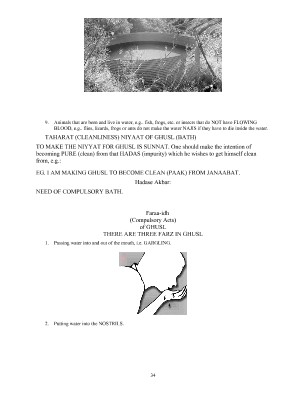 9. Animals that are born and live in water, e.g., fish, frogs, etc. or insects that do NOT have FLOWING
BLOOD, e.g., flies, lizards, frogs or ants do not make the water NAJIS if they have to die inside the water.
TAHARAT (CLEANLINESS) NIYAAT OF GHUSL (BATH)
TO MAKE THE NIYYAT FOR GHUSL IS SUNNAT. One should make the intention of
becoming PURE (clean) from that HADAS (impurity) which he wishes to get himself clean
from, e.g.:
EG. I AM MAKING GHUSL TO BECOME CLEAN (PAAK) FROM JANAABAT.
Hadase Akbar:
NEED OF COMPULSORY BATH.
Faraa-idh
(Compulsory Acts)
of GHUSL
THERE ARE THREE FARZ IN GHUSL
1. Passing water into and out of the mouth, i.e. GARGLING.
2. Putting water into the NOSTRILS.
34